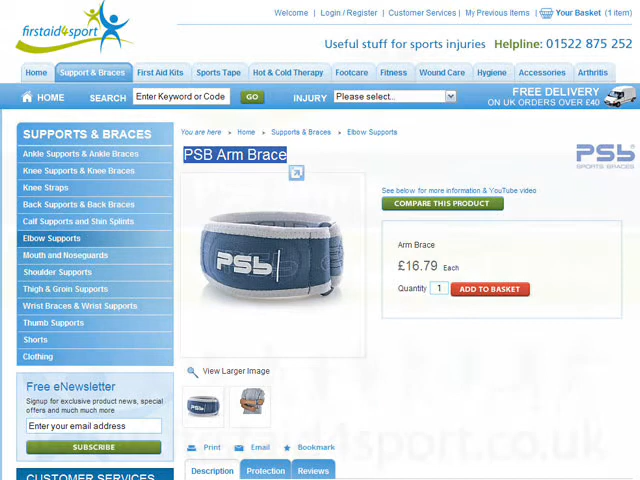 firstaid4sport
Welcome | Login / Register | Customer Services | My Previous Items | Your Basket (1 item)
Useful stuff for sports injuries Helpline: 01522 875 252
Home Support & Braces First Aid Kits Sports Tape Hot & Cold Therapy Footcare Fitness Wound Care Hygiene Accessories Arthritis
HOME SEARCH Enter Keyword or Code GO INJURY Please select... FREE DELIVERY
ON UK ORDERS OVER £40
SUPPORTS & BRACES
Ankle Supports & Ankle Braces
Knee Supports & Knee Braces
Knee Straps
Back Supports & Back Braces
Calf Supports and Shin Splints
Elbow Supports
Mouth and Noseguards
Shoulder Supports
Thigh & Groin Supports
Wrist Braces & Wrist Supports
Thumb Supports
Shorts
Clothing
Free eNewsletter
Signup for exclusive product news, special
offers and much much more
Enter your email address
SUBSCRIBE
CUSTOMER SERVICES
You are here Home Supports & Braces Elbow Supports
PSB Arm Brace
PSB
SPORTS BRACES
PSB
See below for more information & YouTube video
COMPARE THIS PRODUCT
Arm Brace
£16.79 Each
Quantity 1 ADD TO BASKET
View Larger Image
PSB
Print Email Bookmark
firstaid4sport.co.uk
Description Protection Reviews